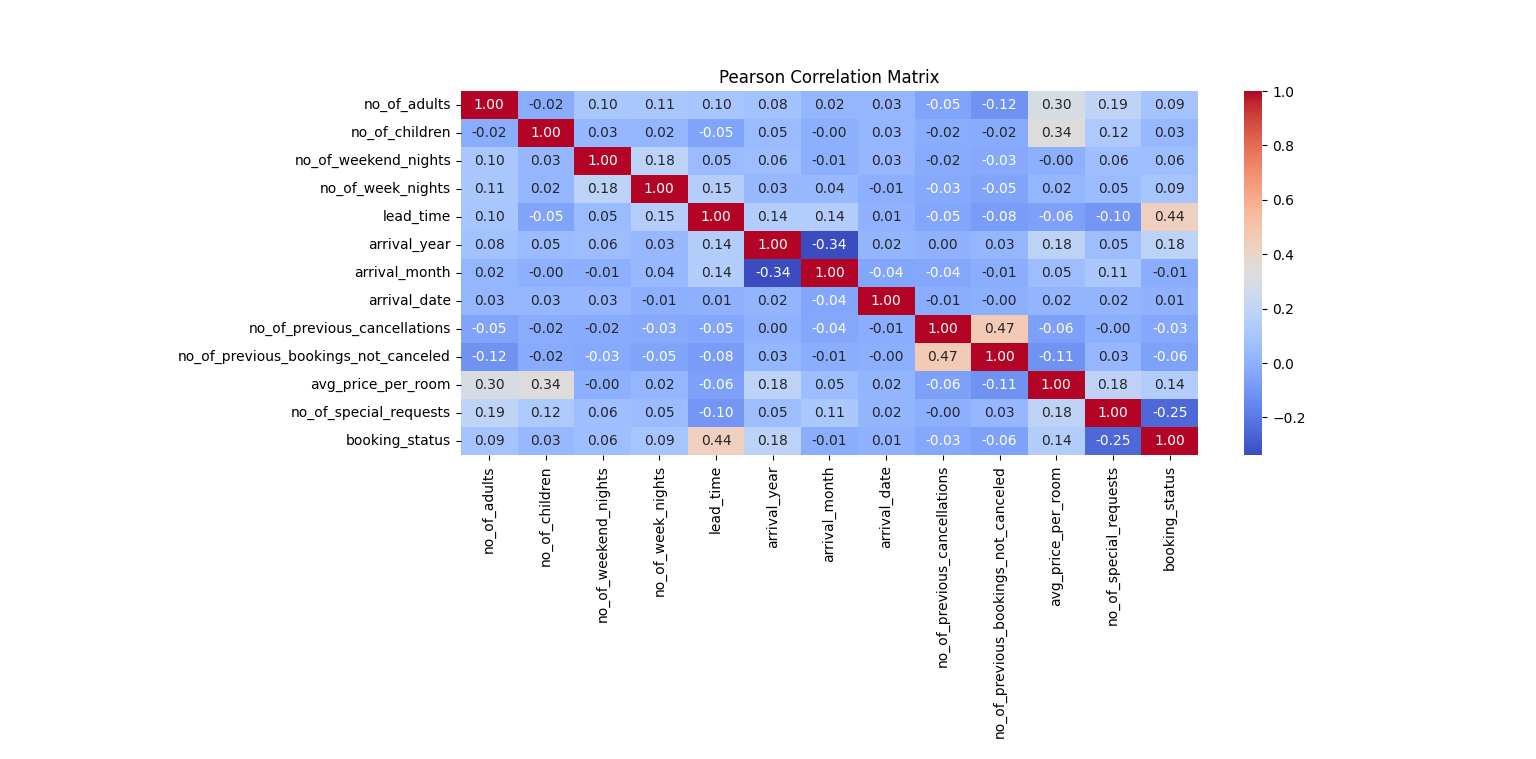 Pearson Correlation Matrix
no_of_adults 1.00 -0.02 0.10 0.11 0.10 0.08 0.02 0.03 -0.05 -0.12 0.30 0.19 0.09
no_of_children -0.02 1.00 0.03 0.02 -0.05 0.05 -0.00 0.03 -0.02 -0.02 0.34 0.12 0.03
no_of_weekend_nights 0.10 0.03 1.00 0.18 0.05 0.06 -0.01 0.03 -0.02 -0.03 -0.00 0.06 0.06
no_of_week_nights 0.11 0.02 0.18 1.00 0.15 0.03 0.04 -0.01 -0.03 -0.05 0.02 0.05 0.09
lead_time 0.10 -0.05 0.05 0.15 1.00 0.14 0.14 0.01 -0.05 -0.08 -0.06 -0.10 0.44
arrival_year 0.08 0.05 0.06 0.03 0.14 1.00 -0.34 0.02 0.00 0.03 0.18 0.05 0.18
arrival_month 0.02 -0.00 -0.01 0.04 0.14 -0.34 1.00 -0.04 -0.04 -0.01 0.05 0.11 -0.01
arrival_date 0.03 0.03 0.03 -0.01 0.01 0.02 -0.04 1.00 -0.01 -0.00 0.02 0.02 0.01
no_of_previous_cancellations -0.05 -0.02 -0.02 -0.03 -0.05 0.00 -0.04 -0.01 1.00 0.47 -0.06 -0.00 -0.03
no_of_previous_bookings_not_canceled -0.12 -0.02 -0.03 -0.05 -0.08 0.03 -0.01 -0.00 0.47 1.00 -0.11 0.03 -0.06
avg_price_per_room 0.30 0.34 -0.00 0.02 -0.06 0.18 0.05 0.02 -0.06 -0.11 1.00 0.18 0.14
no_of_special_requests 0.19 0.12 0.06 0.05 -0.10 0.05 0.11 0.02 -0.00 0.03 0.18 1.00 -0.25
booking_status 0.09 0.03 0.06 0.09 0.44 0.18 -0.01 0.01 -0.03 -0.06 0.14 -0.25 1.00
no_of_adults
no_of_children
no_of_weekend_nights
no_of_week_nights
lead_time
arrival_year
arrival_month
arrival_date
no_of_previous_cancellations
no_of_previous_bookings_not_canceled
avg_price_per_room
no_of_special_requests
booking_status
1.0
0.8
0.6
0.4
0.2
0.0
−0.2